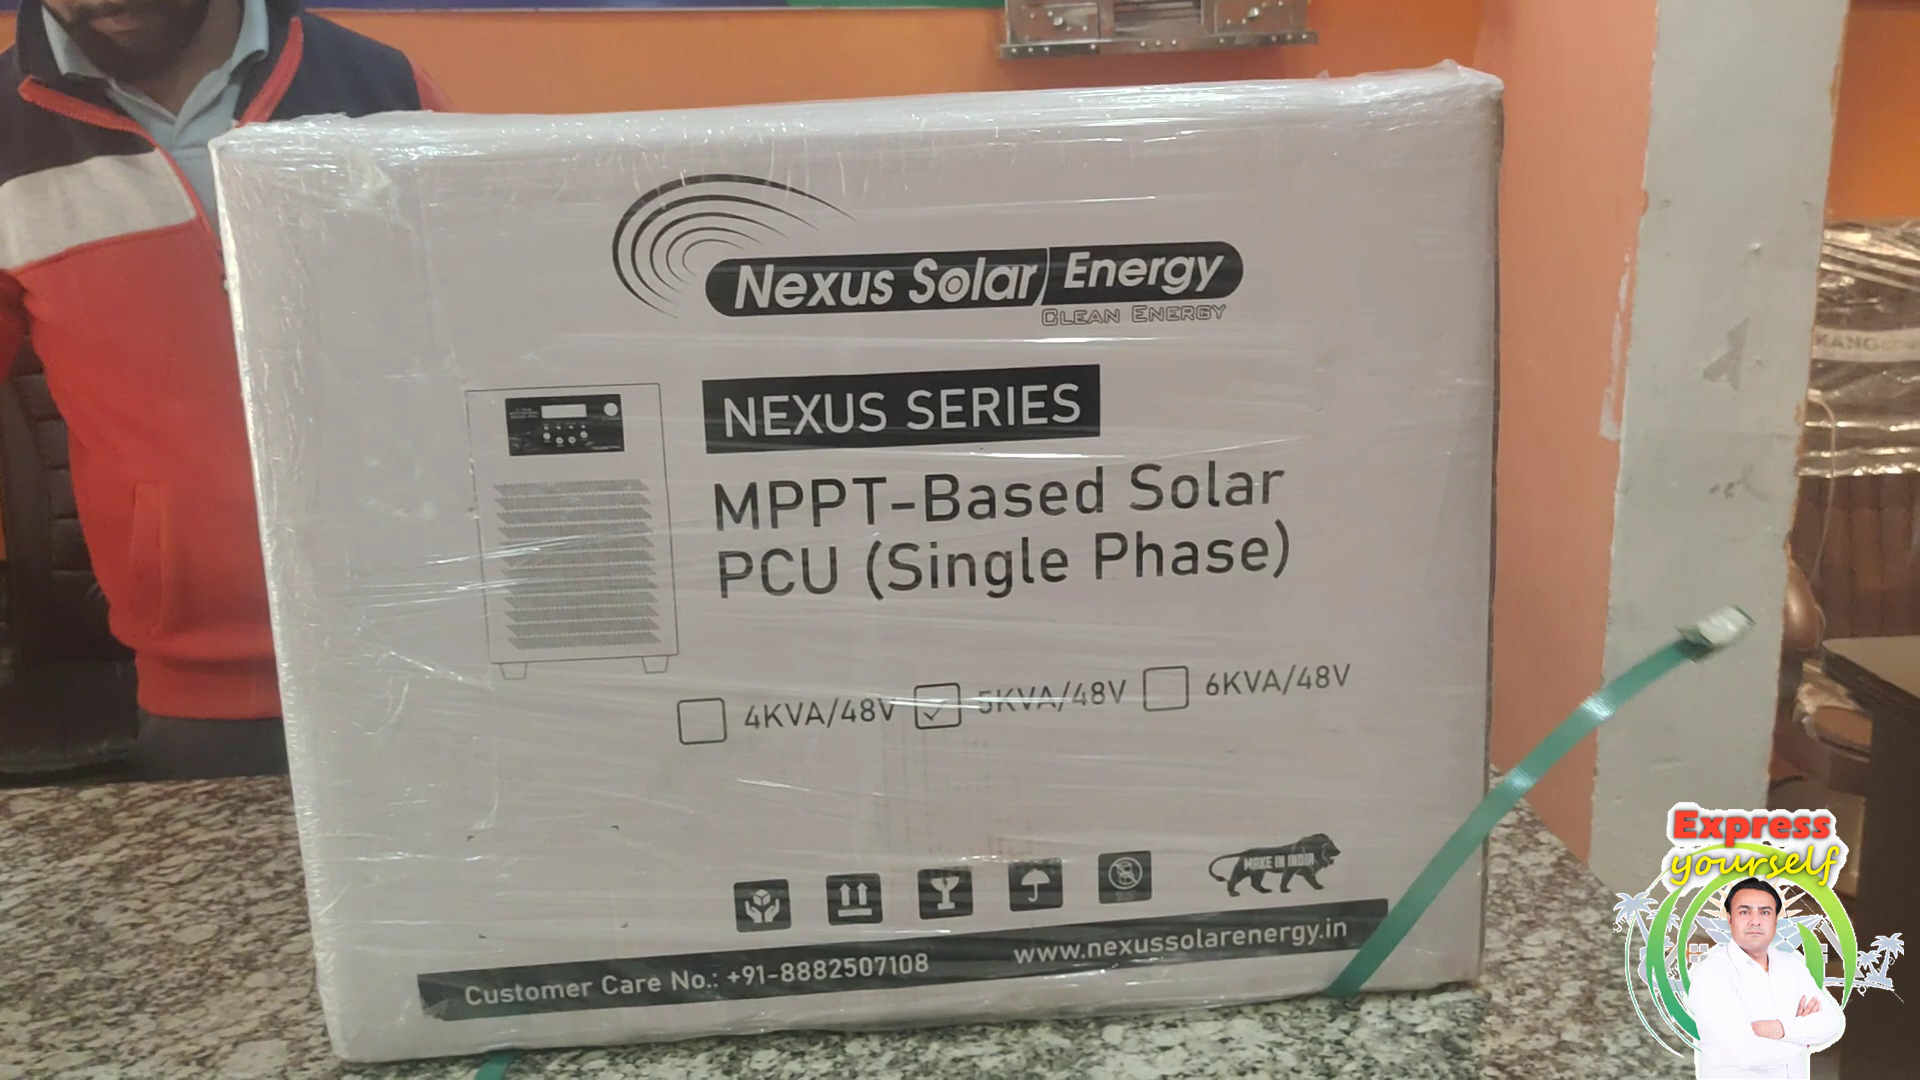 Nexus Solar Energy
CLEAN ENERGY
NEXUS SERIES
MPPT-Based Solar
PCU (Single Phase)
4KVA/48V 5KVA/48V 6KVA/48V
MAKE IN INDIA
Customer Care No.: +91-8882507108 www.nexussolarenergy.in
KANG
Express
yourself